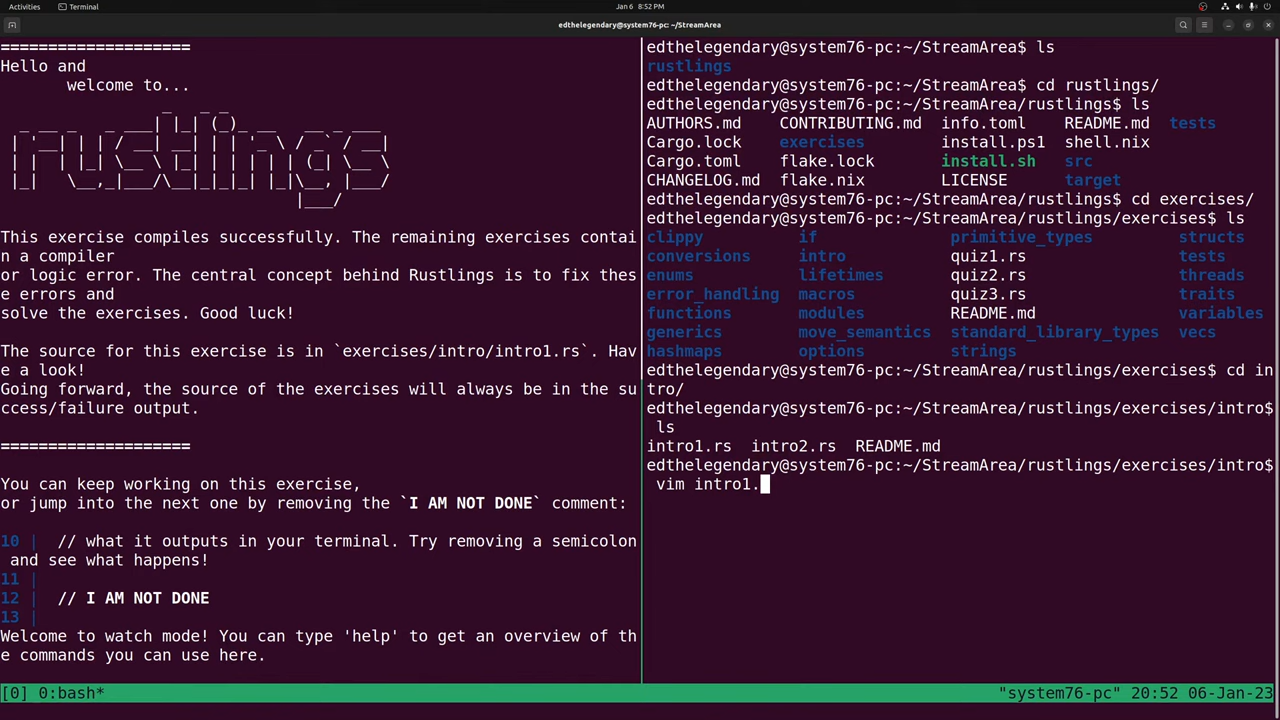 Activities Terminal Jan 6 8:52 PM
edthelegendary@system76-pc: ~/StreamArea
====================
Hello and
welcome to...
rustlings
This exercise compiles successfully. The remaining exercises contai
n a compiler
or logic error. The central concept behind Rustlings is to fix thes
e errors and
solve the exercises. Good luck!
The source for this exercise is in `exercises/intro/intro1.rs`. Hav
e a look!
Going forward, the source of the exercises will always be in the su
ccess/failure output.
====================
You can keep working on this exercise,
or jump into the next one by removing the `I AM NOT DONE` comment:
10 | // what it outputs in your terminal. Try removing a semicolon
and see what happens!
11 |
12 | // I AM NOT DONE
13 |
Welcome to watch mode! You can type 'help' to get an overview of th
e commands you can use here.
edthelegendary@system76-pc:~/StreamArea$ ls
rustlings
edthelegendary@system76-pc:~/StreamArea$ cd rustlings/
edthelegendary@system76-pc:~/StreamArea/rustlings$ ls
AUTHORS.md CONTRIBUTING.md info.toml README.md tests
Cargo.lock exercises install.ps1 shell.nix
Cargo.toml flake.lock install.sh src
CHANGELOG.md flake.nix LICENSE target
edthelegendary@system76-pc:~/StreamArea/rustlings$ cd exercises/
edthelegendary@system76-pc:~/StreamArea/rustlings/exercises$ ls
clippy if primitive_types structs
conversions intro quiz1.rs tests
enums lifetimes quiz2.rs threads
error_handling macros quiz3.rs traits
functions modules README.md variables
generics move_semantics standard_library_types vecs
hashmaps options strings
edthelegendary@system76-pc:~/StreamArea/rustlings/exercises$ cd in
tro/
edthelegendary@system76-pc:~/StreamArea/rustlings/exercises/intro$
ls
intro1.rs intro2.rs README.md
edthelegendary@system76-pc:~/StreamArea/rustlings/exercises/intro$
vim intro1.
[0] 0:bash* "system76-pc" 20:52 06-Jan-23